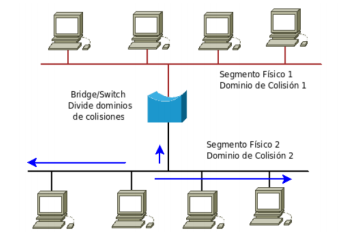 Segmento Físico 1
Dominio de Colisión 1
Bridge/Switch
Divide dominios
de colisiones
Segmento Físico 2
Dominio de Colisión 2